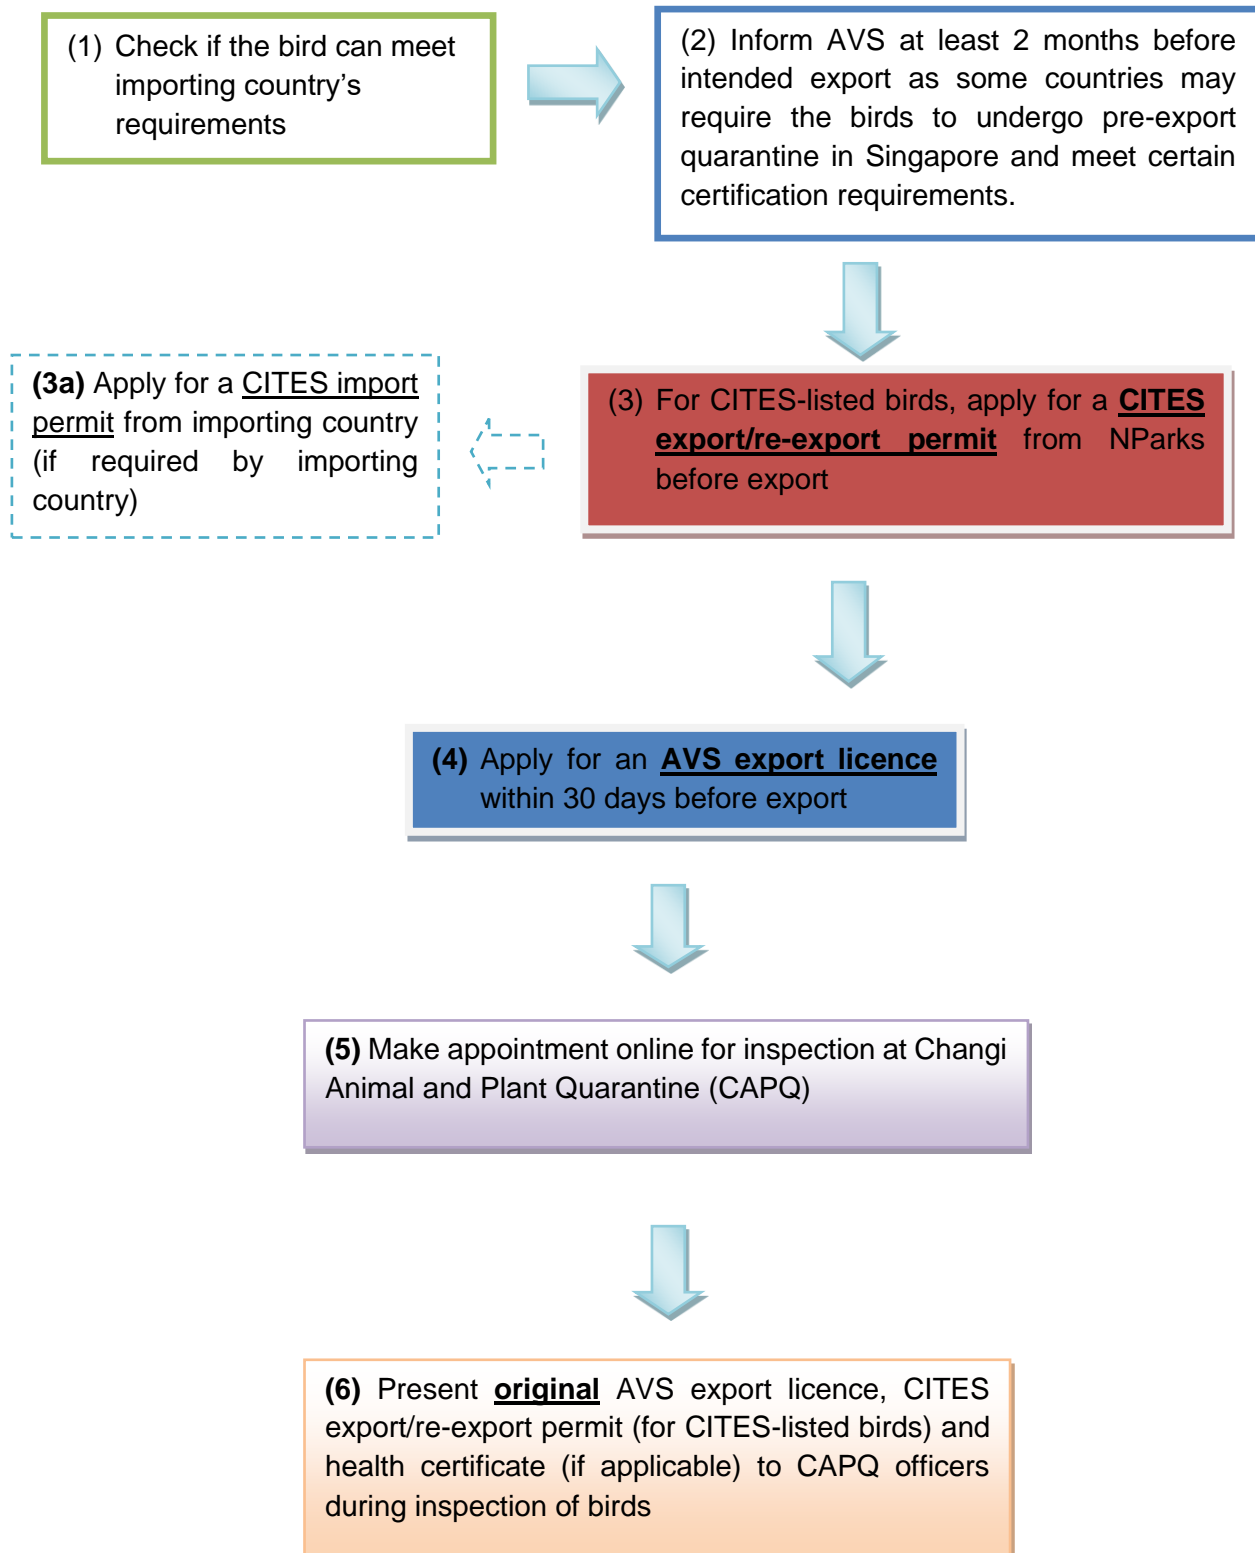 (1) Check if the bird can meet
importing country's
requirements
(2) Inform AVS at least 2 months before
intended export as some countries may
require the birds to undergo pre-export
quarantine in Singapore and meet certain
certification requirements.
(3a) Apply for a CITES import
permit from importing country
(if required by importing
country)
(3) For CITES-listed birds, apply for a CITES
export/re-export permit from NParks
before export
(4) Apply for an AVS export licence
within 30 days before export
(5) Make appointment online for inspection at Changi
Animal and Plant Quarantine (CAPQ)
(6) Present original AVS export licence, CITES
export/re-export permit (for CITES-listed birds) and
health certificate (if applicable) to CAPQ officers
during inspection of birds